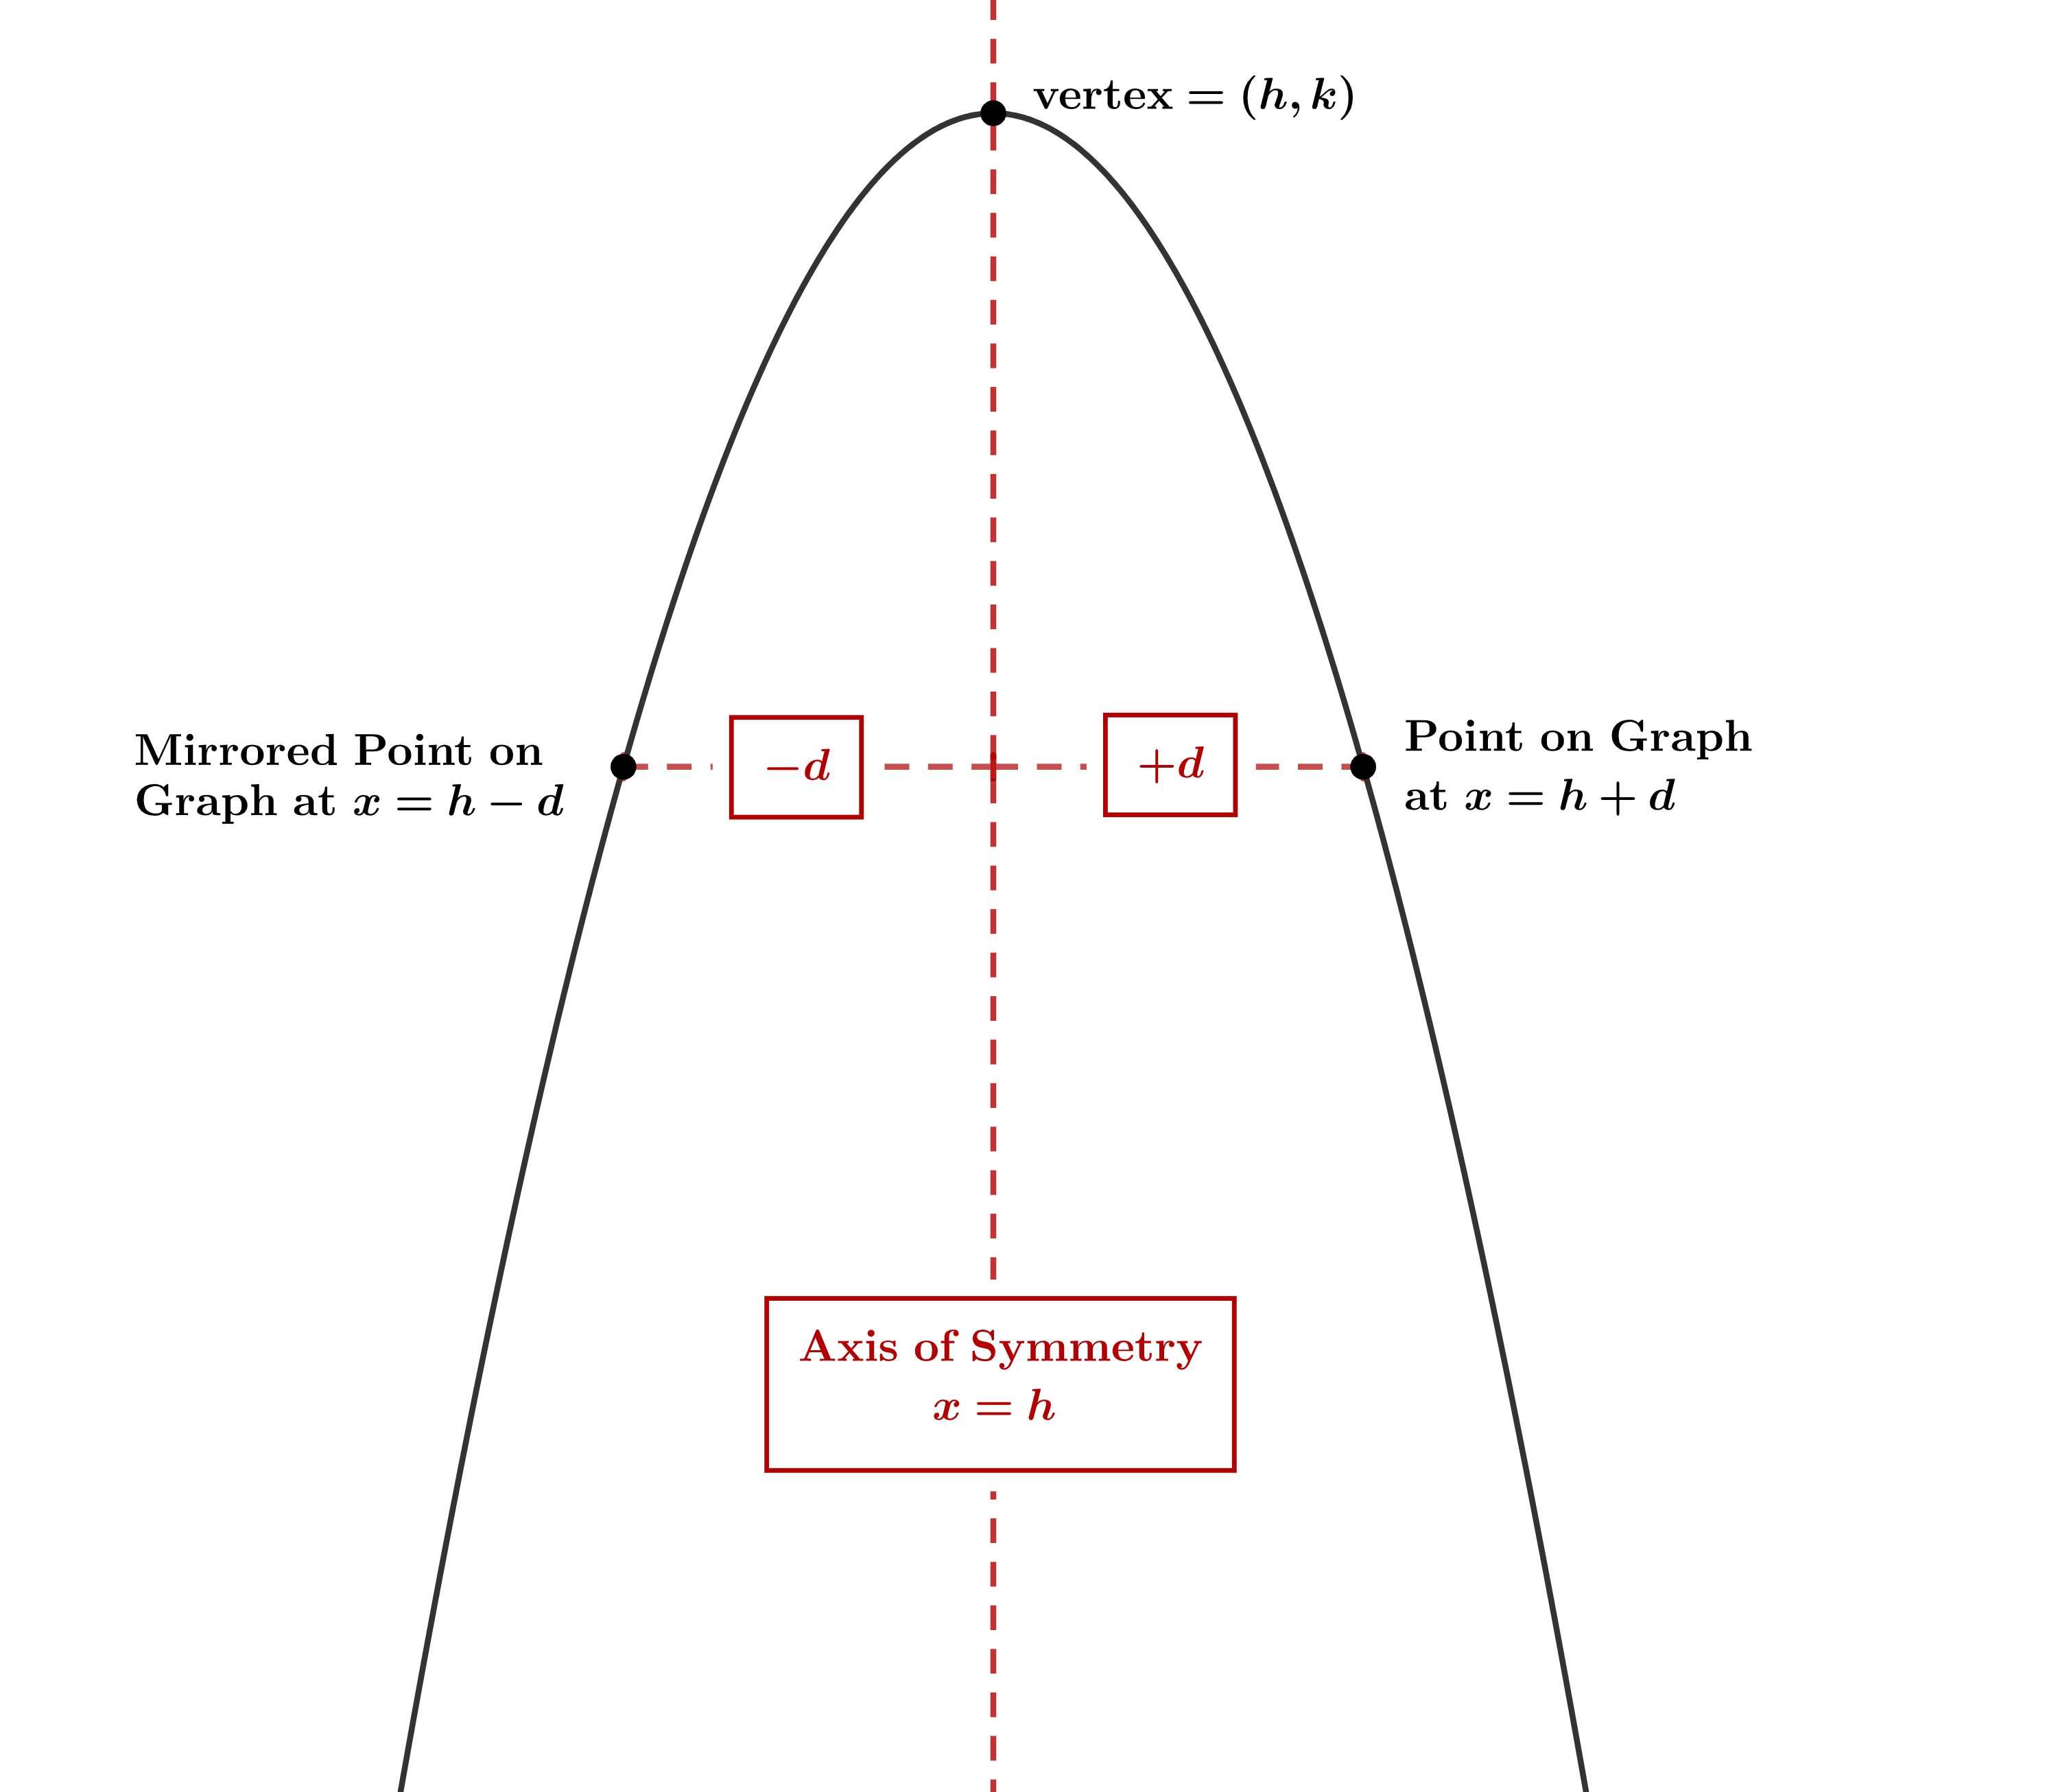 vertex = (h, k)
Mirrored Point on
Graph at x = h − d
−d
+d
Point on Graph
at x = h + d
Axis of Symmetry
x = h